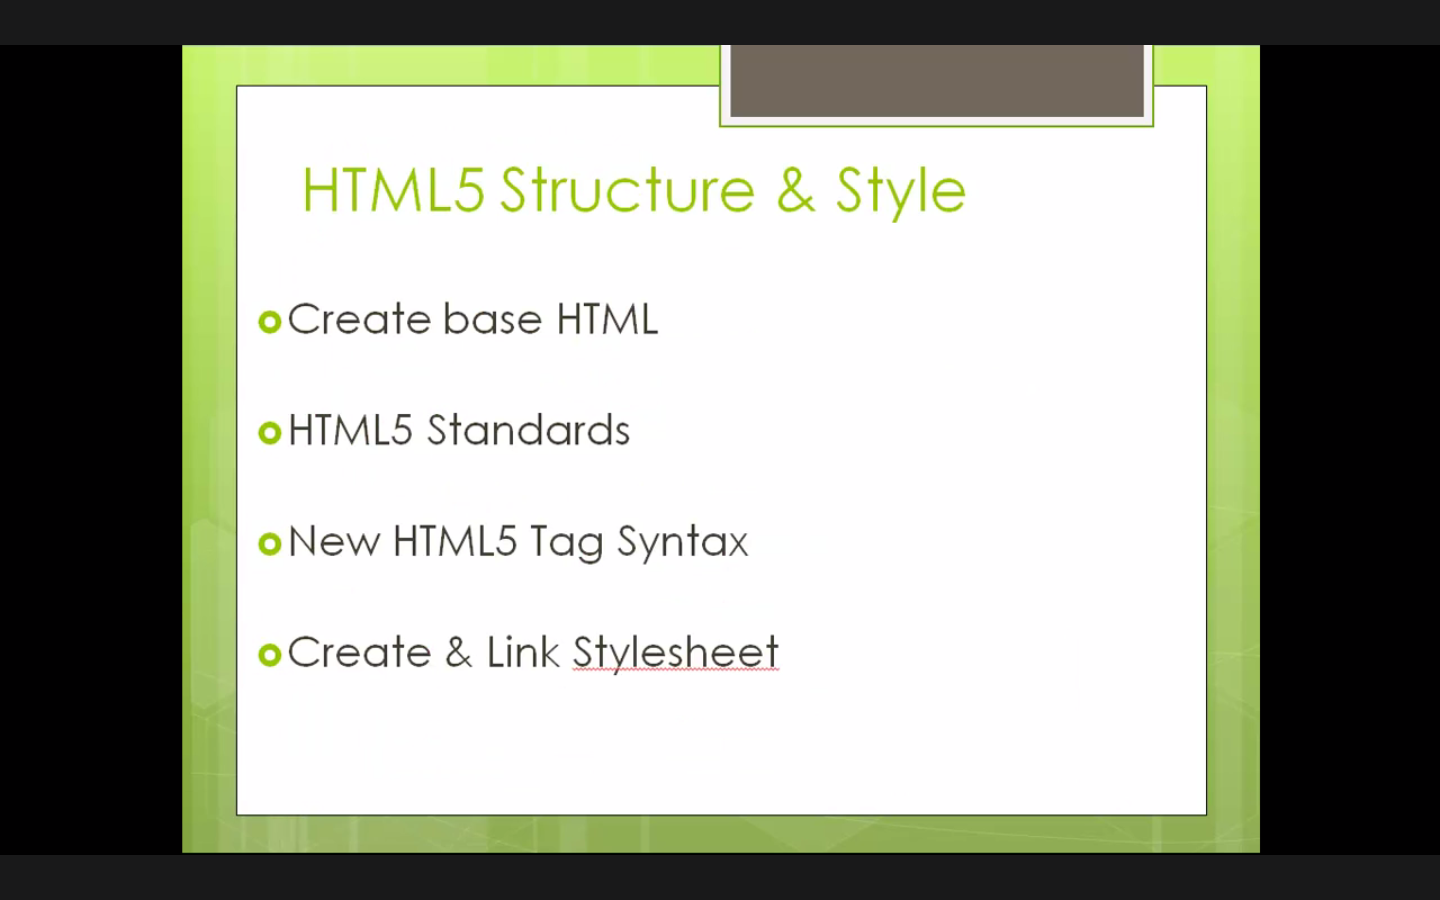 HTML5 Structure & Style
Create base HTML
HTML5 Standards
New HTML5 Tag Syntax
Create & Link Stylesheet